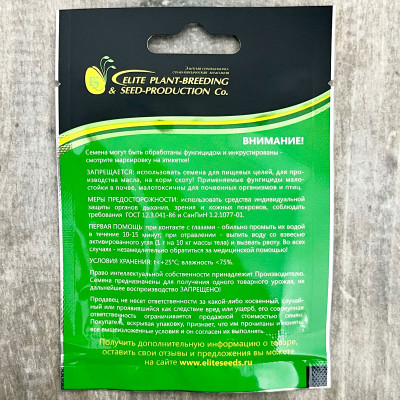 Элитная
ELITE PLANT-BREEDING
& SEED-PRODUCTION Co.
ВНИМАНИЕ!
Семена могут быть обработаны фунгицидом и инкрустированы -
смотрите маркировку на этикетке!
ЗАПРЕЩАЕТСЯ: использовать семена для пищевых целей, для про-
изводства масла, на корм скоту! Применяемые фунгициды мало-
стойки в почве, малотоксичны для почвенных организмов и птиц.
МЕРЫ ПРЕДОСТОРОЖНОСТИ: использовать средства индивидуальной
защиты органов дыхания, зрения и кожных покровов, соблюдать
требования ГОСТ 12.3.041-86 и СанПиН 1.2.1077-01.
ПЕРВАЯ ПОМОЩЬ: при контакте с глазами - обильно промыть их водой
в течение 10-15 минут; при отравлении - выпить воду со взвесью
активированного угля (1 г на 10 кг массы тела) и вызвать рвоту. Во всех
случаях - незамедлительно обратиться за медицинской помощью!
УСЛОВИЯ ХРАНЕНИЯ: t<+25°С; влажность <75%.
Право интеллектуальной собственности принадлежит Производителю.
Семена предназначены для получения одного товарного урожая, их
дальнейшее воспроизводство ЗАПРЕЩЕНО!
Продавец не несет ответственности за какой-либо косвенный, случай-
ный или проявившийся как следствие вред или ущерб, его совокупная
ответственность ограничивается продажной стоимостью семян.
Покупатель, вскрывая упаковку, признает, что им прочитаны и поняты
все вышеизложенные условия и он согласен их выполнить.
Получить дополнительную информацию о товаре,
оставить свои отзывы и предложения вы можете
на сайте www.eliteseeds.ru